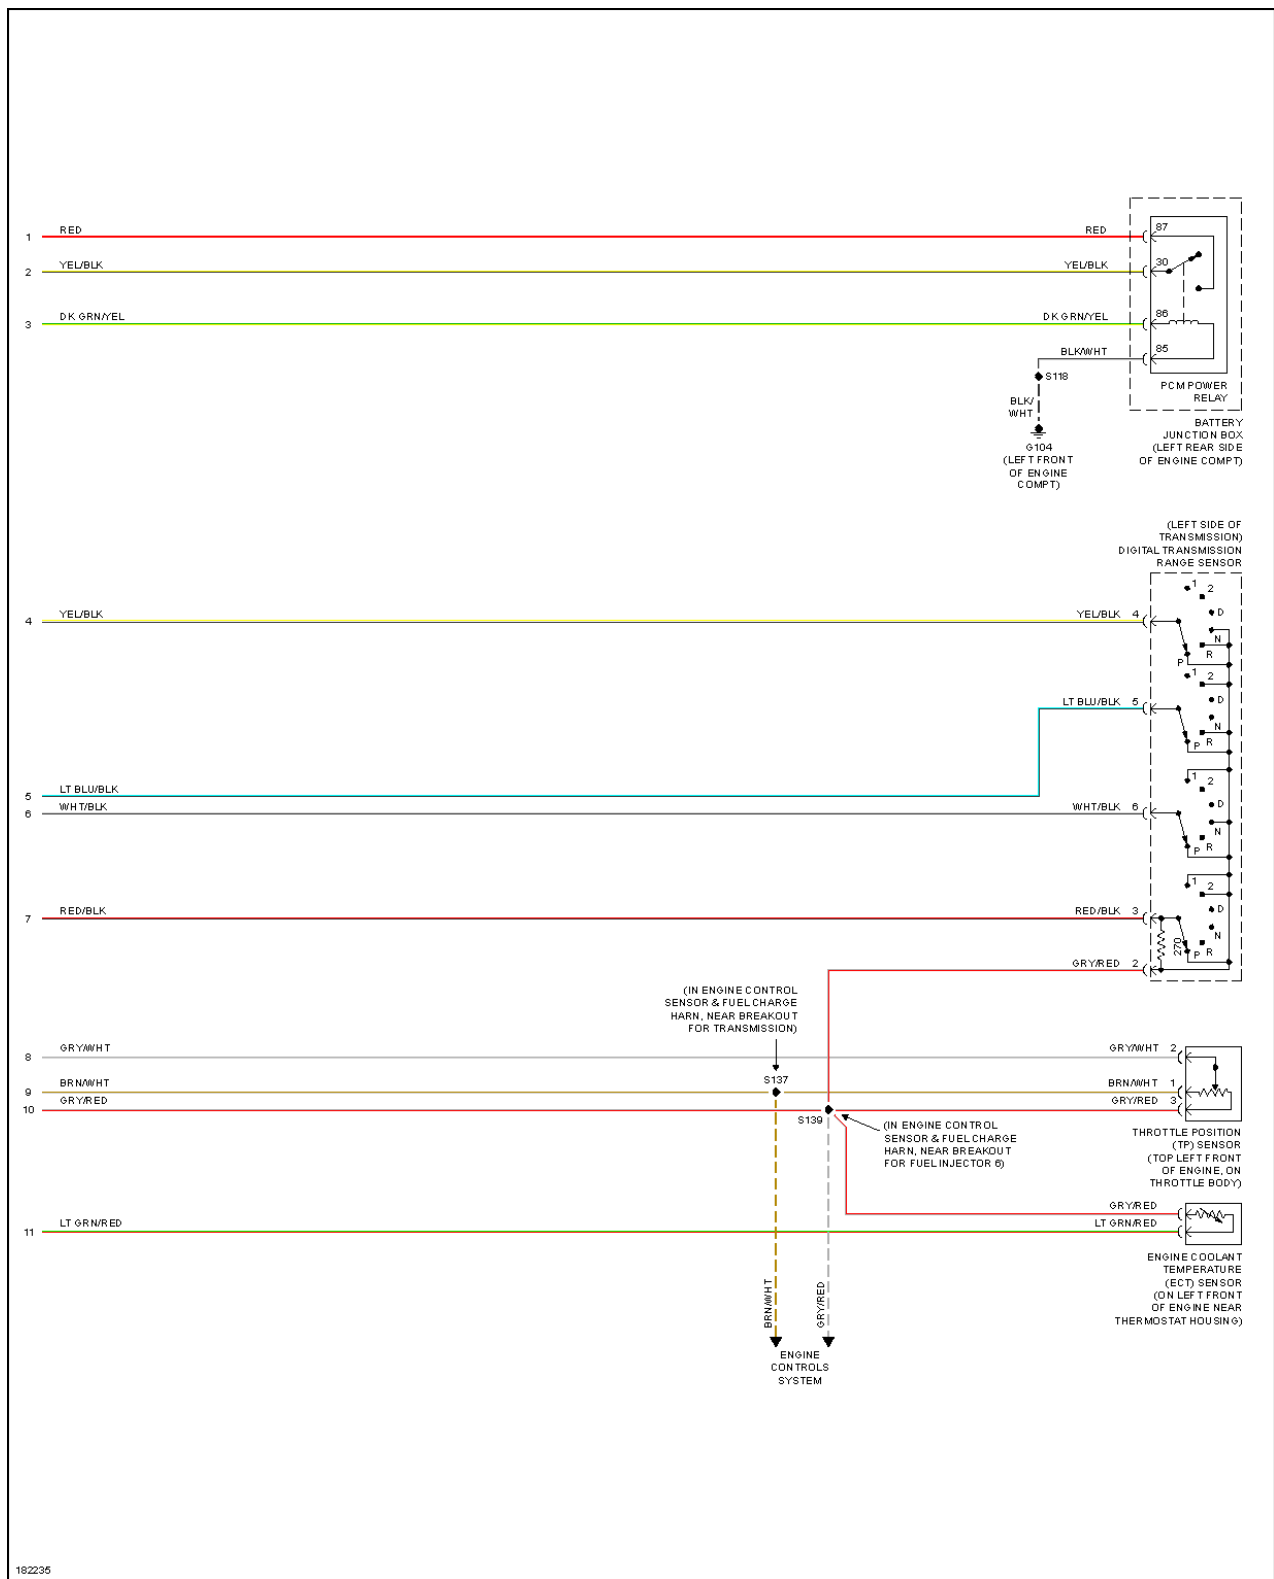 1 RED RED 87
2 YEL/BLK YEL/BLK 30
3 DK GRN/YEL DK GRN/YEL 86
BLK/WHT 85
S118
PCM POWER
RELAY
BLK/
WHT
G104
(LEFT FRONT
OF ENGINE
COMPT)
BATTERY
JUNCTION BOX
(LEFT REAR SIDE
OF ENGINE COMPT)
(LEFT SIDE OF
TRANSMISSION)
DIGITAL TRANSMISSION
RANGE SENSOR
1
2
D
4 YEL/BLK YEL/BLK 4
N
R
P
1
2
D
LT BLU/BLK 5
N
P R
1
5 LT BLU/BLK
2
D
6 WHT/BLK WHT/BLK 6
N
P R
1
2
D
7 RED/BLK RED/BLK 3
N
270
P R
GRY/RED 2
(IN ENGINE CONTROL
SENSOR & FUEL CHARGE
HARN, NEAR BREAKOUT
FOR TRANSMISSION)
8 GRY/WHT GRY/WHT 2
S137
9 BRN/WHT BRN/WHT 1
10 GRY/RED GRY/RED 3
S139
(IN ENGINE CONTROL
SENSOR & FUEL CHARGE
HARN, NEAR BREAKOUT
FOR FUEL INJECTOR 6)
THROTTLE POSITION
(TP) SENSOR
(TOP LEFT FRONT
OF ENGINE, ON
THROTTLE BODY)
GRY/RED
11 LT GRN/RED LT GRN/RED
ENGINE COOLANT
TEMPERATURE
(ECT) SENSOR
(ON LEFT FRONT
OF ENGINE NEAR
THERMOSTAT HOUSING)
BRN/WHT
GRY/RED
ENGINE
CONTROLS
SYSTEM
182235